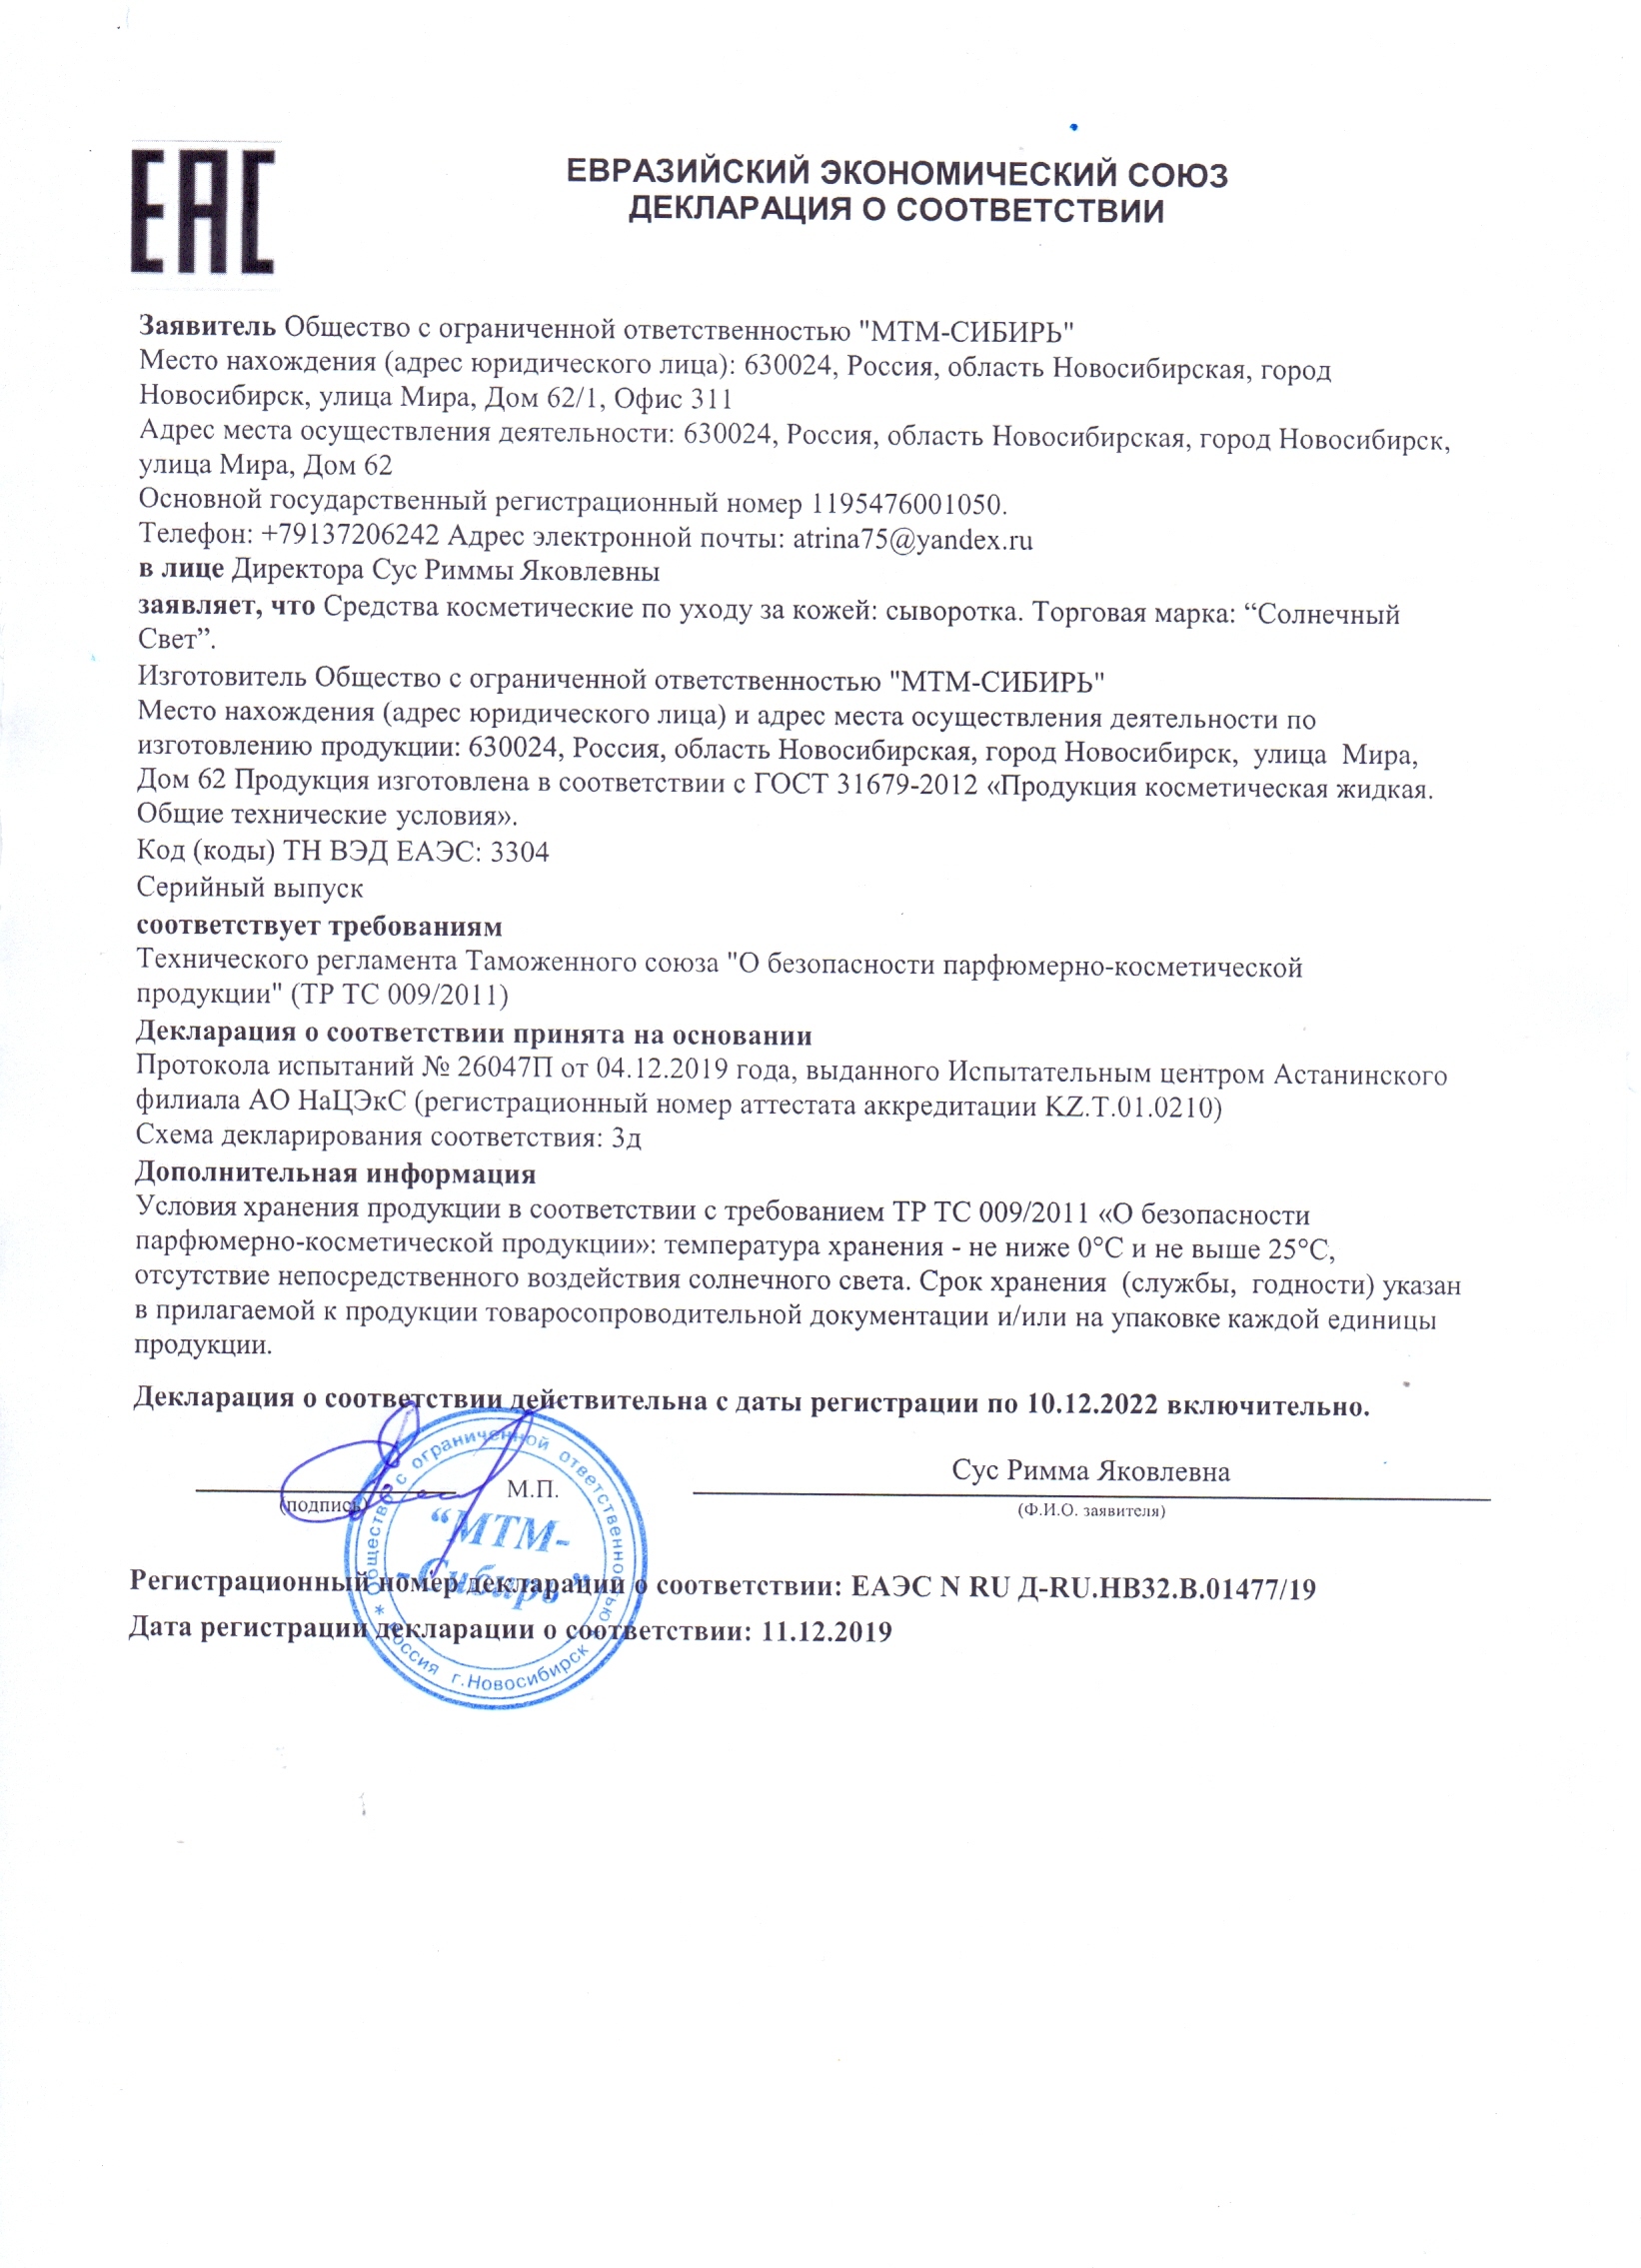 ЕАС
ЕВРАЗИЙСКИЙ ЭКОНОМИЧЕСКИЙ СОЮЗ
ДЕКЛАРАЦИЯ О СООТВЕТСТВИИ
Заявитель Общество с ограниченной ответственностью "МТМ-СИБИРЬ"
Место нахождения (адрес юридического лица): 630024, Россия, область Новосибирская, город
Новосибирск, улица Мира, Дом 62/1, Офис 311
Адрес места осуществления деятельности: 630024, Россия, область Новосибирская, город Новосибирск,
улица Мира, Дом 62
Основной государственный регистрационный номер 1195476001050.
Телефон: +79137206242 Адрес электронной почты: atrina75@yandex.ru
в лице Директора Сус Риммы Яковлевны
заявляет, что Средства косметические по уходу за кожей: сыворотка. Торговая марка: “Солнечный
Свет”.
Изготовитель Общество с ограниченной ответственностью "МТМ-СИБИРЬ"
Место нахождения (адрес юридического лица) и адрес места осуществления деятельности по
изготовлению продукции: 630024, Россия, область Новосибирская, город Новосибирск, улица Мира,
Дом 62 Продукция изготовлена в соответствии с ГОСТ 31679-2012 «Продукция косметическая жидкая.
Общие технические условия».
Код (коды) ТН ВЭД ЕАЭС: 3304
Серийный выпуск
соответствует требованиям
Технического регламента Таможенного союза "О безопасности парфюмерно-косметической
продукции" (ТР ТС 009/2011)
Декларация о соответствии принята на основании
Протокола испытаний № 26047П от 04.12.2019 года, выданного Испытательным центром Астанинского
филиала АО НаЦЭкС (регистрационный номер аттестата аккредитации KZ.T.01.0210)
Схема декларирования соответствия: 3д
Дополнительная информация
Условия хранения продукции в соответствии с требованием ТР ТС 009/2011 «О безопасности
парфюмерно-косметической продукции»: температура хранения - не ниже 0°С и не выше 25°С,
отсутствие непосредственного воздействия солнечного света. Срок хранения (службы, годности) указан
в прилагаемой к продукции товаросопроводительной документации и/или на упаковке каждой единицы
продукции.
Декларация о соответствии действительна с даты регистрации по 10.12.2022 включительно.
Сус Римма Яковлевна
М.П.
(подпись)
(Ф.И.О. заявителя)
Общество с ограниченной ответственностью
“МТМ-
-Сибирь”
* Россия г.Новосибирск *
Регистрационный номер декларации о соответствии: ЕАЭС N RU Д-RU.НВ32.В.01477/19
Дата регистрации декларации о соответствии: 11.12.2019